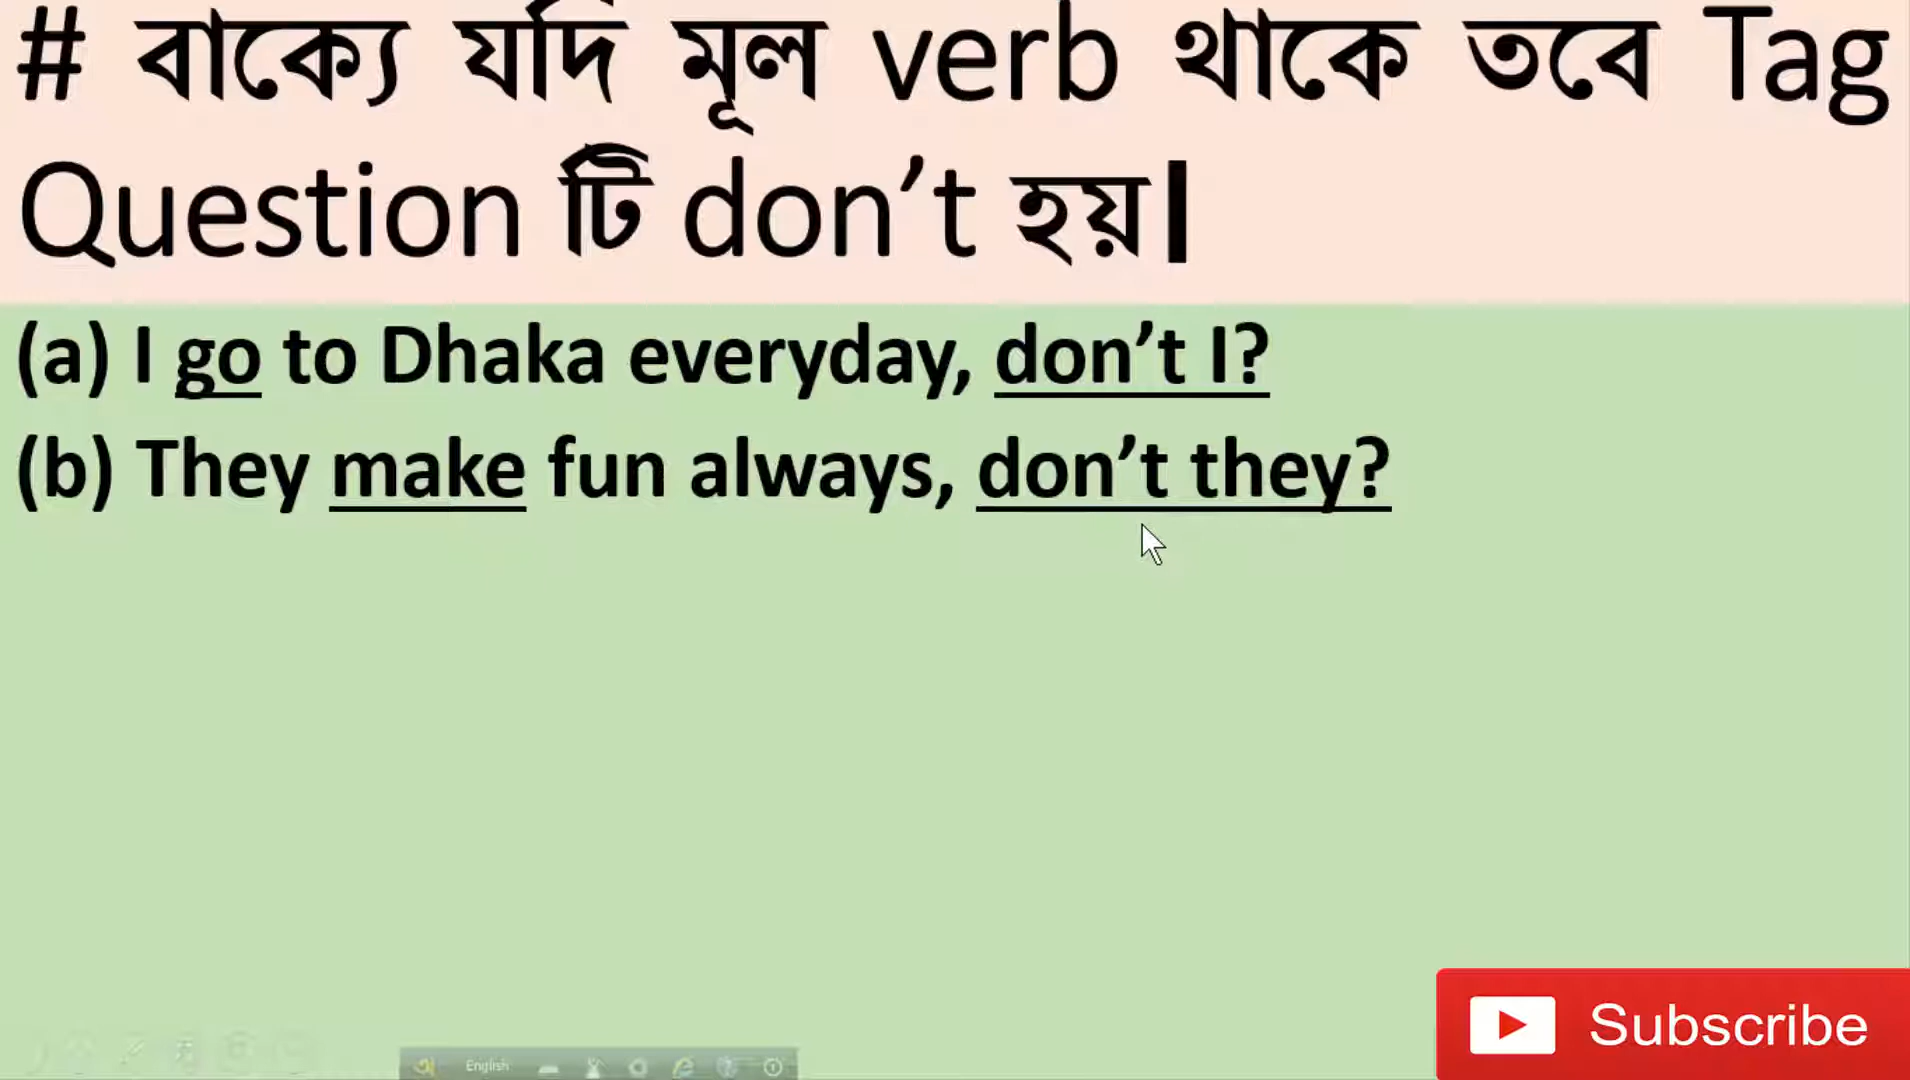 # বাক্যে যদি মূল verb থাকে তবে Tag
Question টি don’t হয়।
(a) I go to Dhaka everyday, don’t I?
(b) They make fun always, don’t they?
Subscribe
English